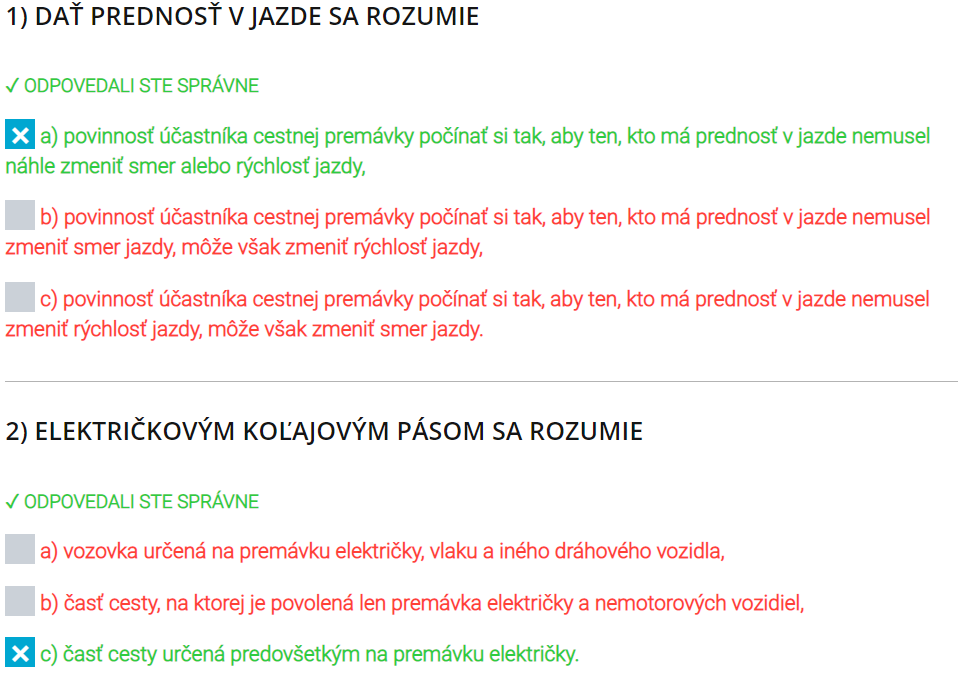 1) DAŤ PREDNOSŤ V JAZDE SA ROZUMIE
✓ ODPOVEDALI STE SPRÁVNE
a) povinnosť účastníka cestnej premávky počínať si tak, aby ten, kto má prednosť v jazde nemusel
náhle zmeniť smer alebo rýchlosť jazdy,
b) povinnosť účastníka cestnej premávky počínať si tak, aby ten, kto má prednosť v jazde nemusel
zmeniť smer jazdy, môže však zmeniť rýchlosť jazdy,
c) povinnosť účastníka cestnej premávky počínať si tak, aby ten, kto má prednosť v jazde nemusel
zmeniť rýchlosť jazdy, môže však zmeniť smer jazdy.
2) ELEKTRIČKOVÝM KOĽAJOVÝM PÁSOM SA ROZUMIE
✓ ODPOVEDALI STE SPRÁVNE
a) vozovka určená na premávku električky, vlaku a iného dráhového vozidla,
b) časť cesty, na ktorej je povolená len premávka električky a nemotorových vozidiel,
c) časť cesty určená predovšetkým na premávku električky.